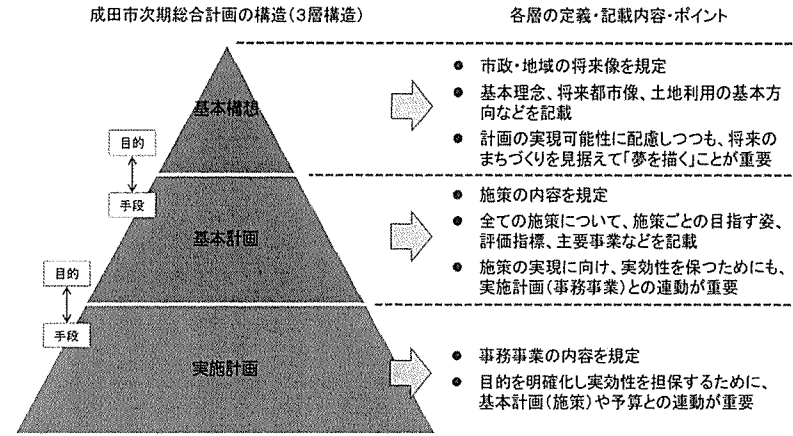 成田市次期総合計画の構造(3層構造)
各層の定義・記載内容・ポイント
基本構想
● 市政・地域の将来像を規定
● 基本理念、将来都市像、土地利用の基本方
向などを記載
● 計画の実現可能性に配慮しつつも、将来の
まちづくりを見据えて「夢を描く」ことが重要
目的
手段
基本計画
● 施策の内容を規定
● 全ての施策について、施策ごとの目指す姿、
評価指標、主要事業などを記載
● 施策の実現に向け、実効性を保つためにも、
実施計画(事務事業)との連動が重要
目的
手段
実施計画
● 事務事業の内容を規定
● 目的を明確化し実効性を担保するために、
基本計画(施策)や予算との連動が重要